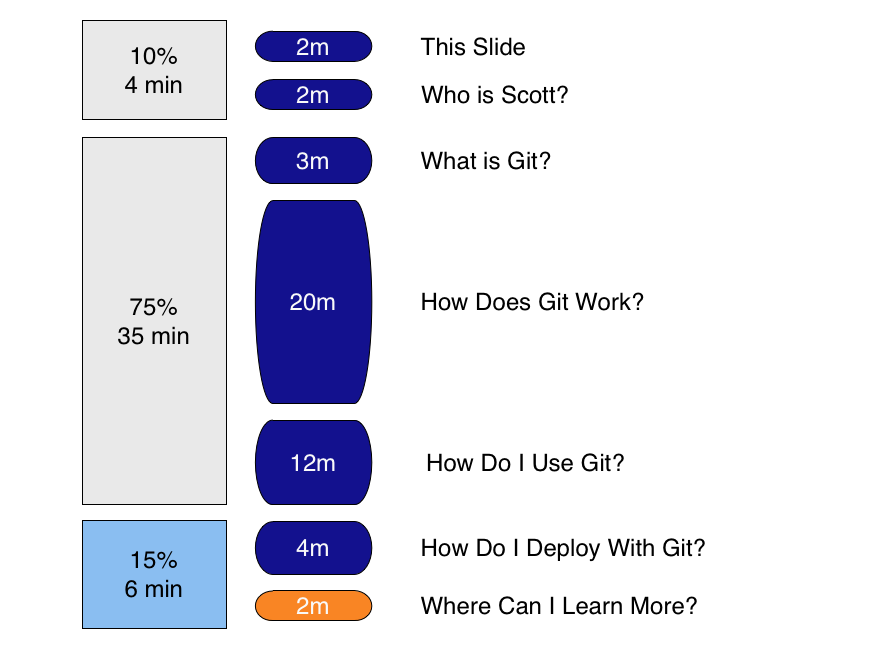 10%
4 min
2m
This Slide
2m
Who is Scott?
75%
35 min
3m
What is Git?
20m
How Does Git Work?
12m
How Do I Use Git?
15%
6 min
4m
How Do I Deploy With Git?
2m
Where Can I Learn More?